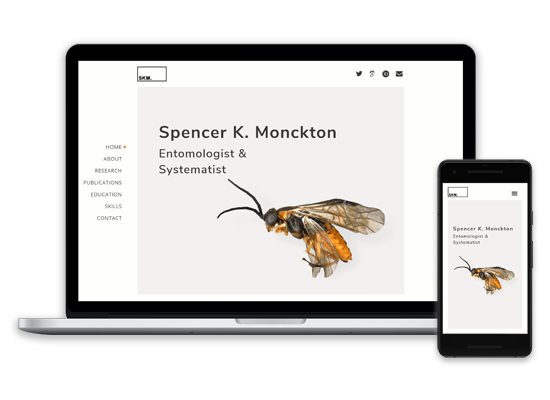 SKM.
HOME
ABOUT
RESEARCH
PUBLICATIONS
EDUCATION
SKILLS
CONTACT
Spencer K. Monckton
Entomologist &
Systematist
SKM.
Spencer K. Monckton
Entomologist &
Systematist